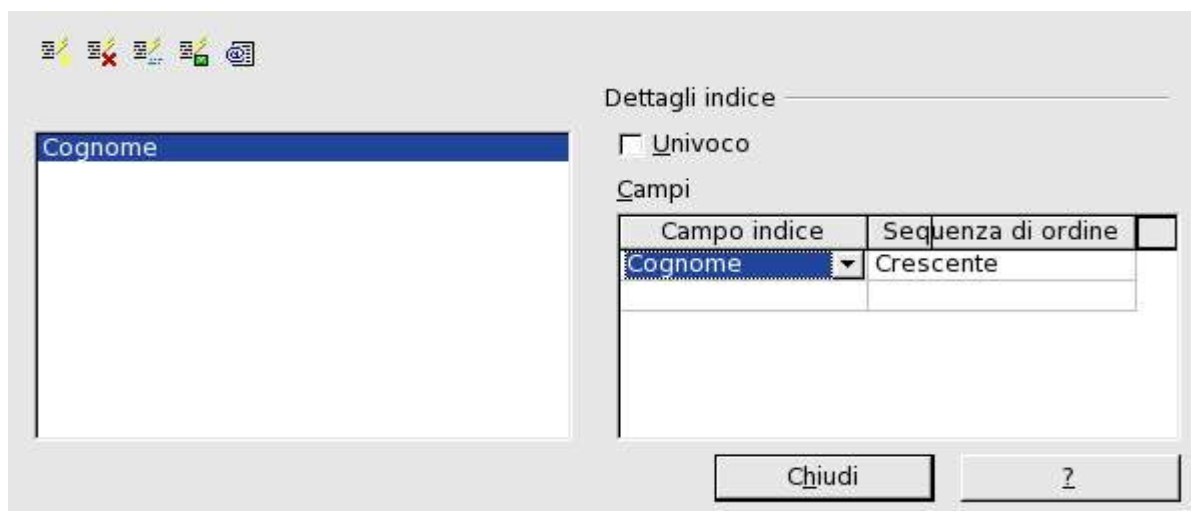 Dettagli indice
Cognome
Univoco
Campi
Campo indice Sequenza di ordine
Cognome Crescente
Chiudi ?